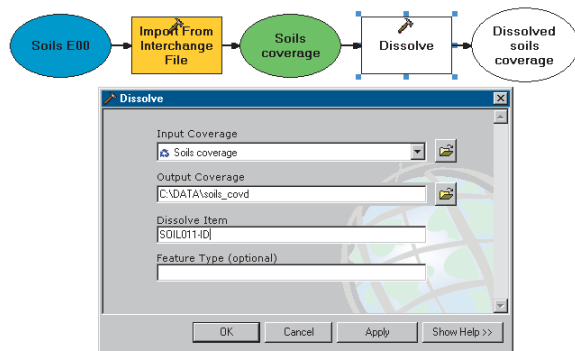 Soils E00
Import From
Interchange
File
Soils
coverage
Dissolve
Dissolved
soils
coverage
Dissolve
Input Coverage
Soils coverage
Output Coverage
C:\DATA\soils_covd
Dissolve Item
SOIL011-ID
Feature Type (optional)
OK
Cancel
Apply
Show Help >>